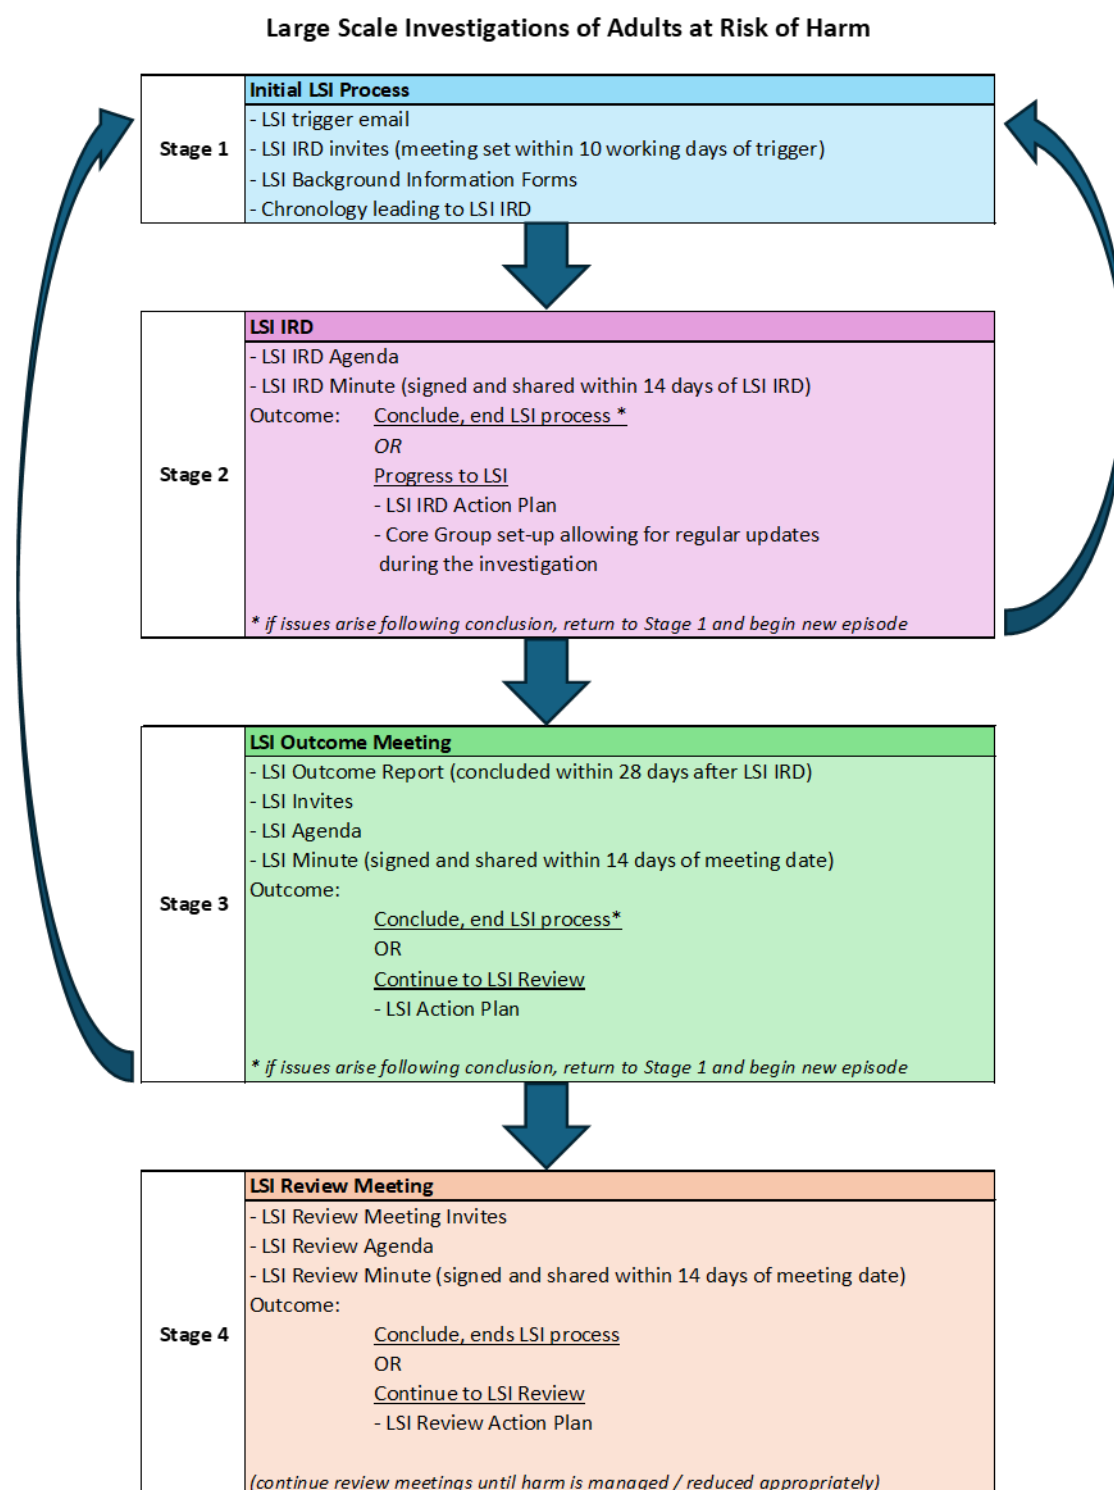 Large Scale Investigations of Adults at Risk of Harm
Stage 1
Initial LSI Process
- LSI trigger email
- LSI IRD invites (meeting set within 10 working days of trigger)
- LSI Background Information Forms
- Chronology leading to LSI IRD
Stage 2
LSI IRD
- LSI IRD Agenda
- LSI IRD Minute (signed and shared within 14 days of LSI IRD)
Outcome: Conclude, end LSI process *
OR
Progress to LSI
- LSI IRD Action Plan
- Core Group set-up allowing for regular updates
during the investigation
* if issues arise following conclusion, return to Stage 1 and begin new episode
Stage 3
LSI Outcome Meeting
- LSI Outcome Report (concluded within 28 days after LSI IRD)
- LSI Invites
- LSI Agenda
- LSI Minute (signed and shared within 14 days of meeting date)
Outcome:
Conclude, end LSI process*
OR
Continue to LSI Review
- LSI Action Plan
* if issues arise following conclusion, return to Stage 1 and begin new episode
Stage 4
LSI Review Meeting
- LSI Review Meeting Invites
- LSI Review Agenda
- LSI Review Minute (signed and shared within 14 days of meeting date)
Outcome:
Conclude, ends LSI process
OR
Continue to LSI Review
- LSI Review Action Plan
(continue review meetings until harm is managed / reduced appropriately)